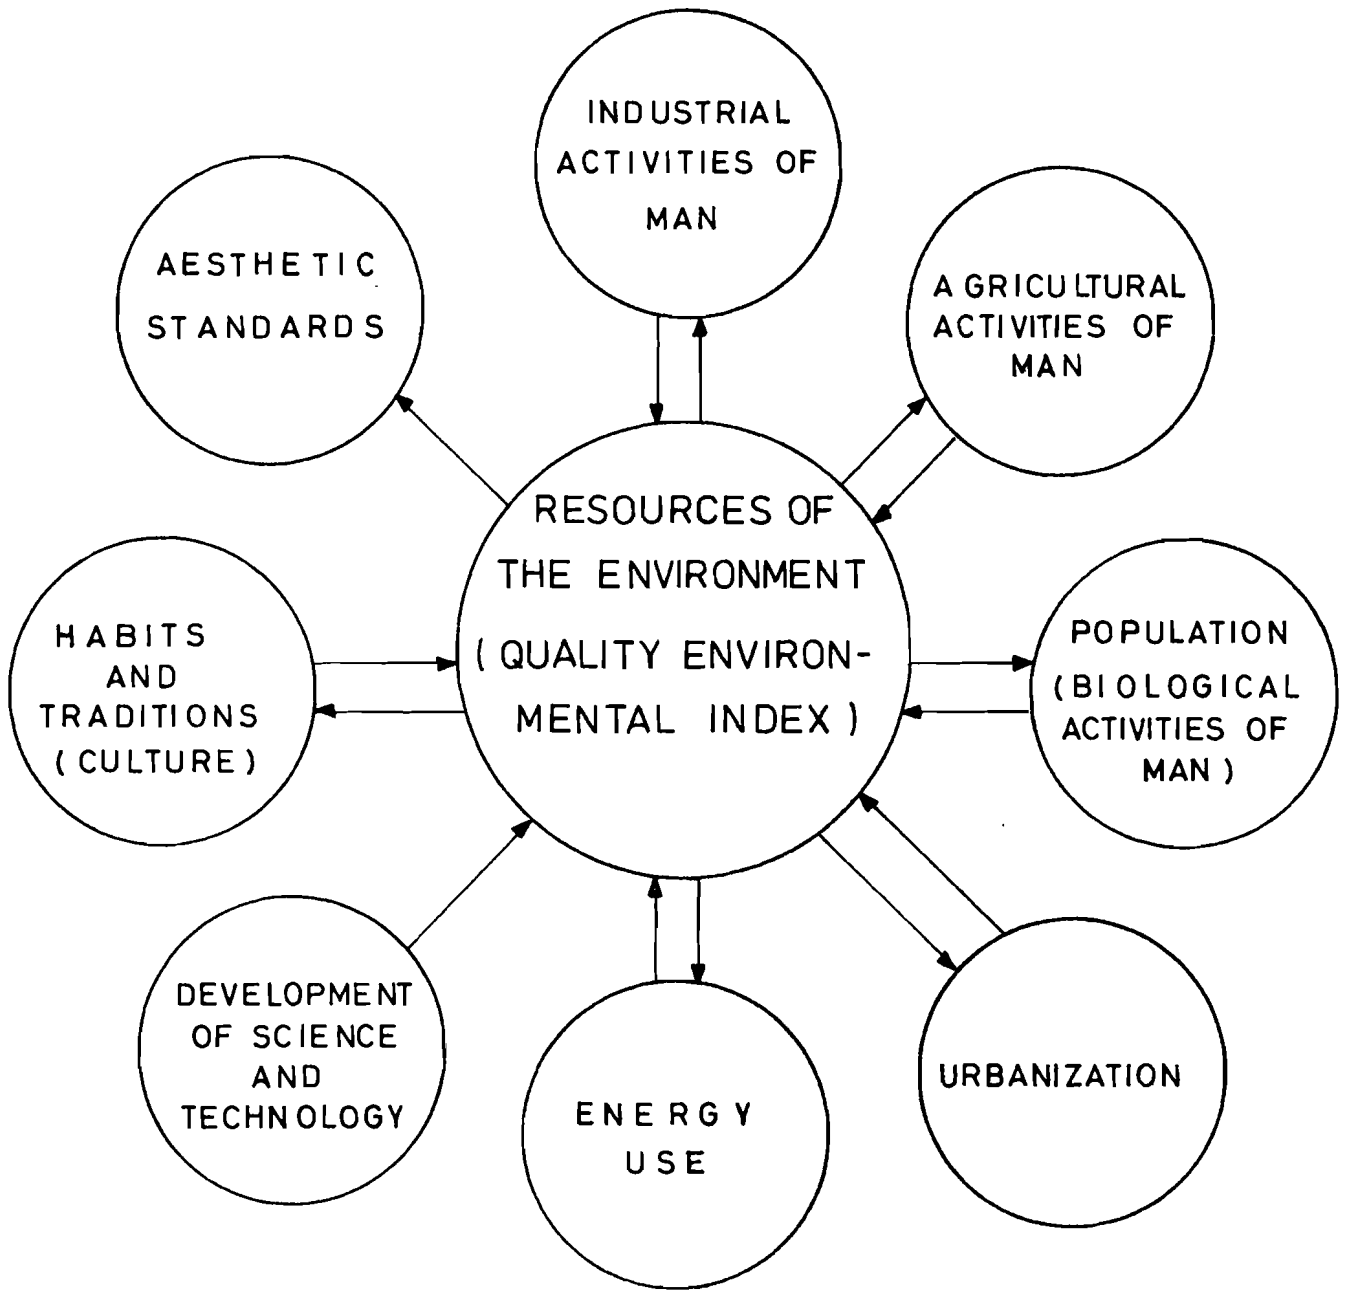 INDUSTRIAL
ACTIVITIES OF
MAN
AESTHETIC
STANDARDS
AGRICULTURAL
ACTIVITIES OF
MAN
RESOURCES OF
THE ENVIRONMENT
(QUALITY ENVIRON-
MENTAL INDEX)
HABITS
AND
TRADITIONS
(CULTURE)
POPULATION
(BIOLOGICAL
ACTIVITIES OF
MAN)
DEVELOPMENT
OF SCIENCE
AND
TECHNOLOGY
ENERGY
USE
URBANIZATION